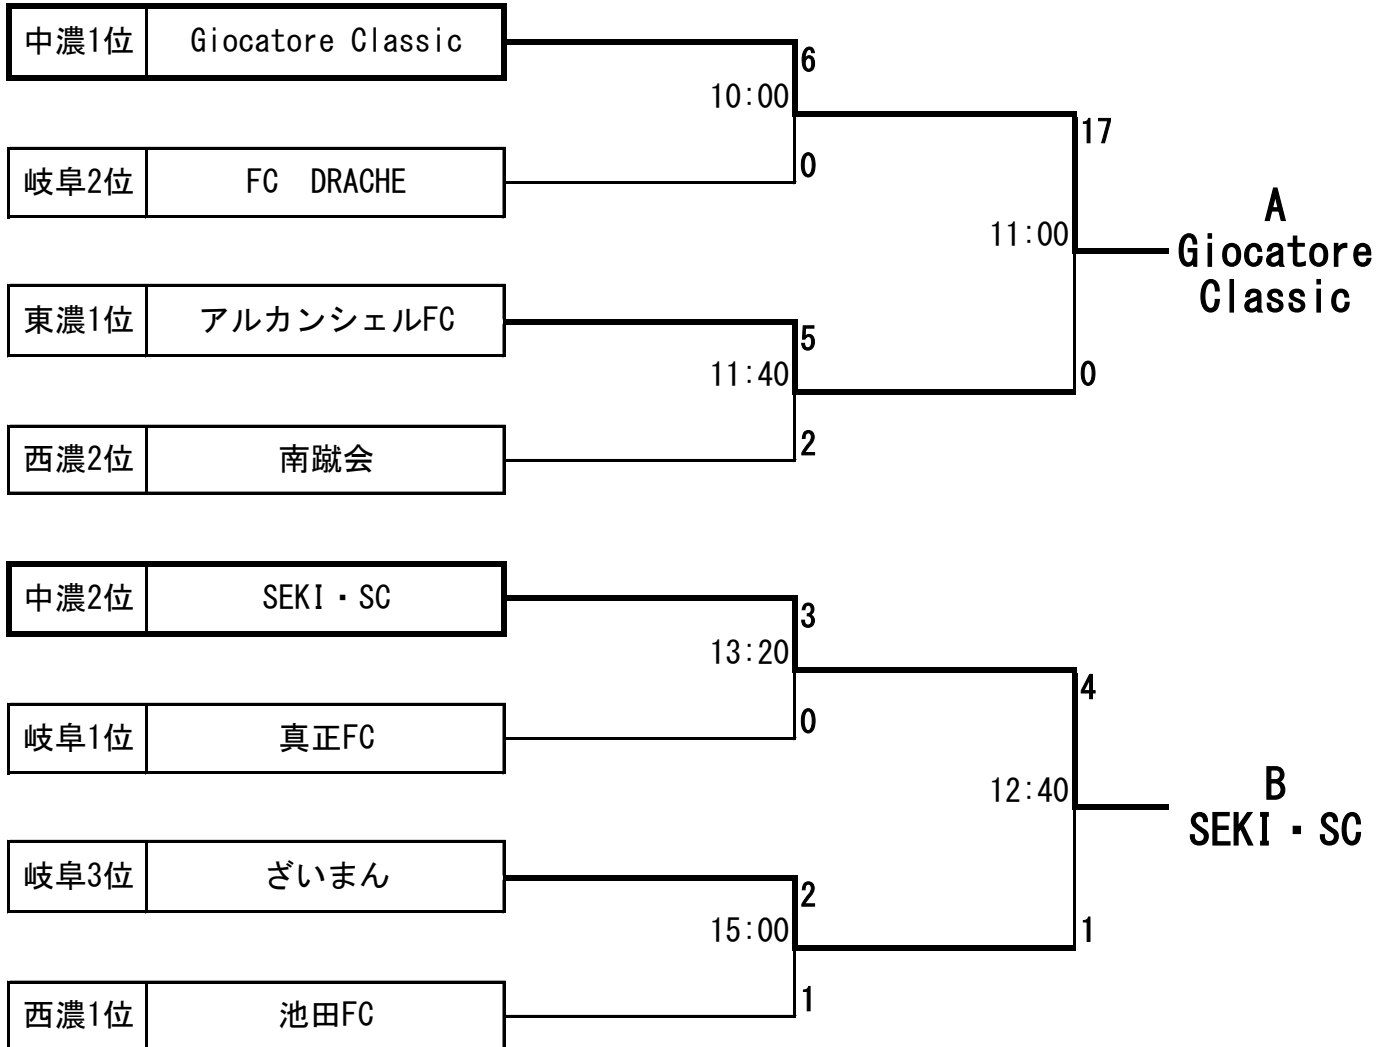 中濃1位 Giocatore Classic
6
10:00
17
岐阜2位 FC　DRACHE
0
A
Giocatore
Classic
11:00
東濃1位 アルカンシェルFC
5
11:40
0
西濃2位 南蹴会
2
中濃2位 SEKI・SC
3
13:20
4
岐阜1位 真正FC
0
B
SEKI・SC
12:40
岐阜3位 ざいまん
2
15:00
1
西濃1位 池田FC
1